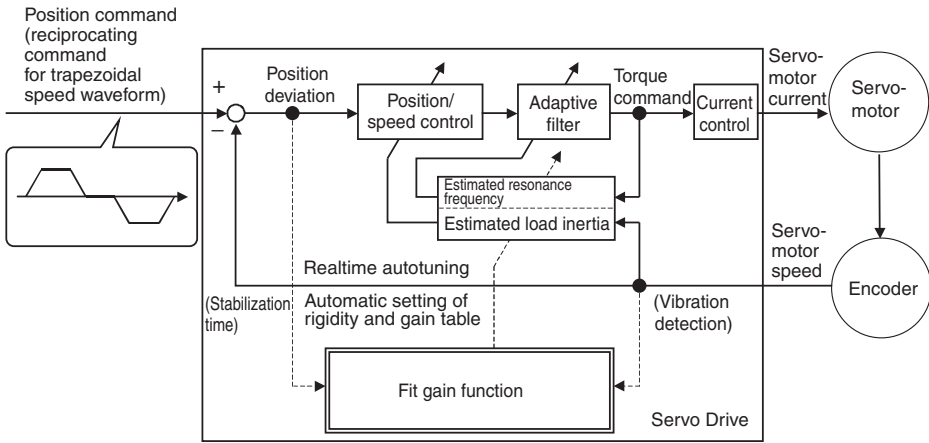 Position command
(reciprocating
command
for trapezoidal
speed waveform)
+
−
Position
deviation
Position/
speed control
Adaptive
filter
Torque
command
Current
control
Servo-
motor
current
Servo-
motor
Estimated resonance
frequency
Estimated load inertia
Servo-
motor
speed
Encoder
Realtime autotuning
(Stabilization
time)
Automatic setting of
rigidity and gain table
(Vibration
detection)
Fit gain function
Servo Drive